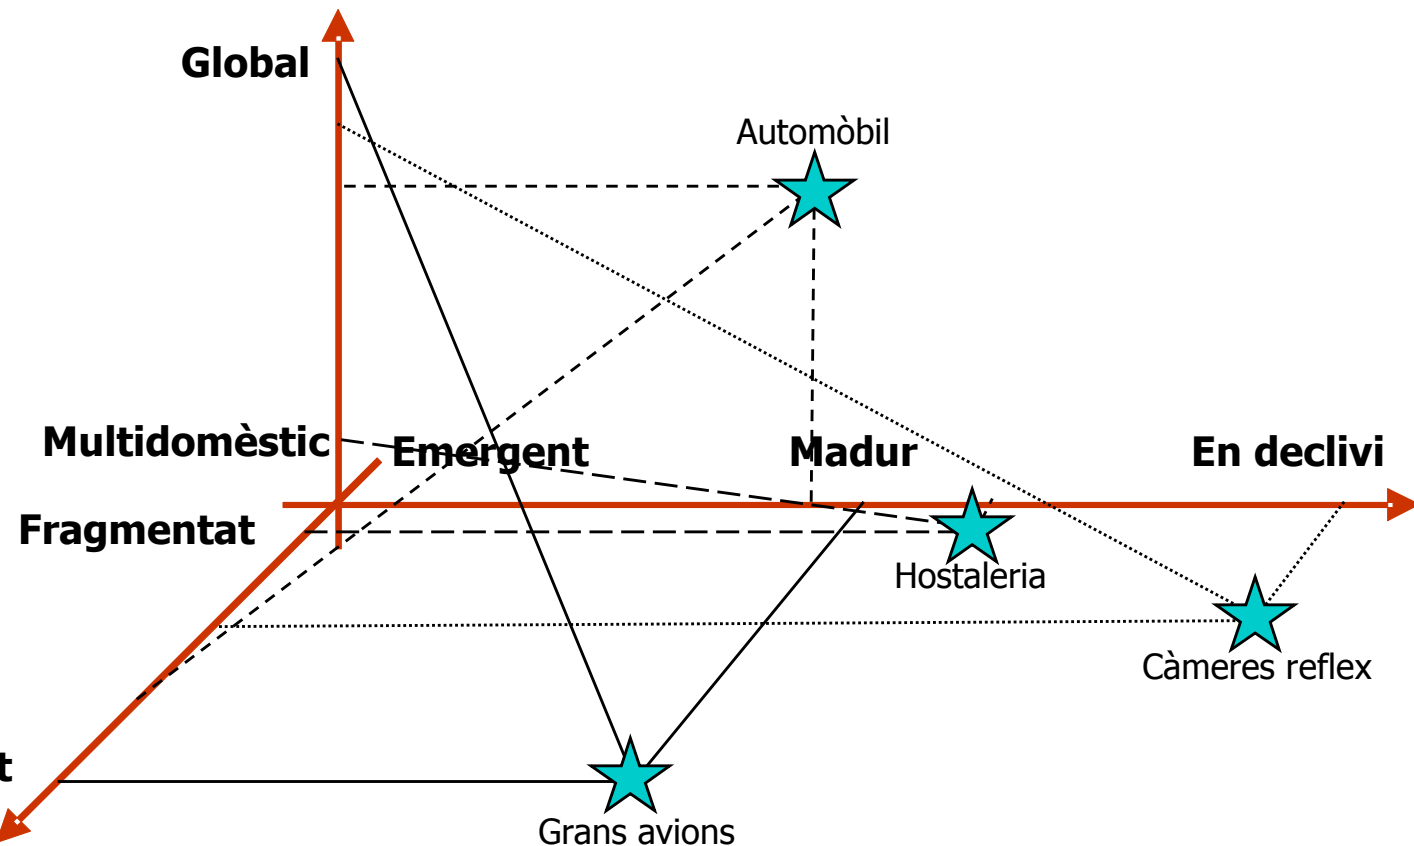 Global
Automòbil
Multidomèstic
Emergent
Madur
En declivi
Fragmentat
Hostaleria
Càmeres reflex
Grans avions